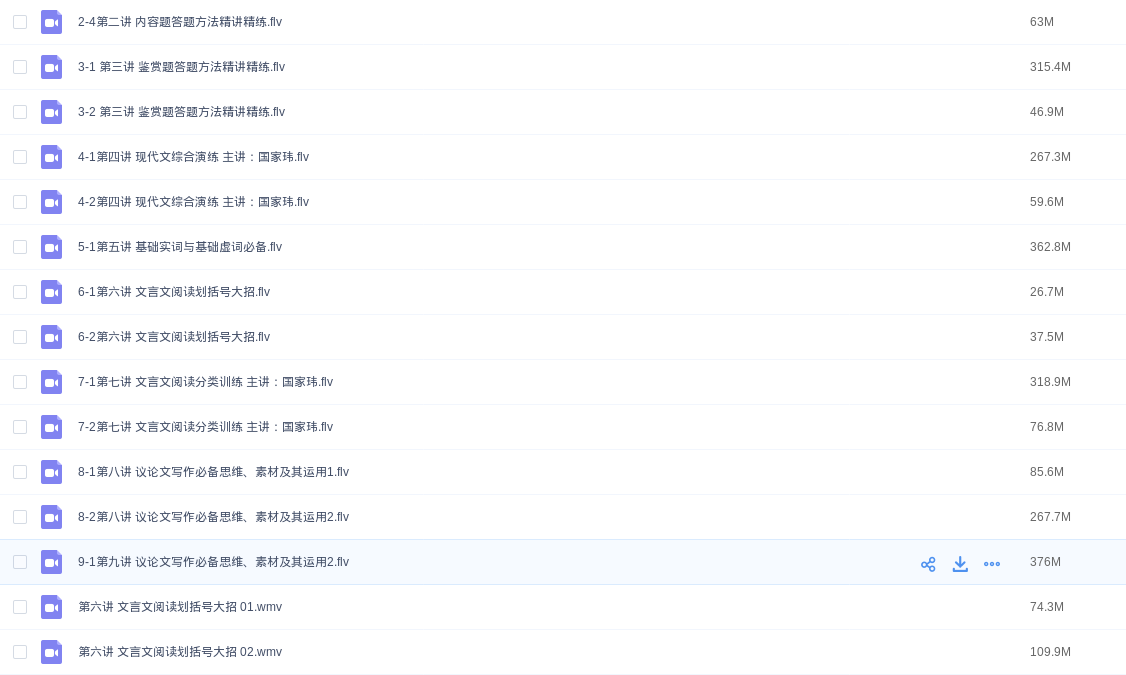 2-4第二讲 内容题答题方法精讲精练.flv 63M
3-1 第三讲 鉴赏题答题方法精讲精练.flv 315.4M
3-2 第三讲 鉴赏题答题方法精讲精练.flv 46.9M
4-1第四讲 现代文综合演练 主讲：国家玮.flv 267.3M
4-2第四讲 现代文综合演练 主讲：国家玮.flv 59.6M
5-1第五讲 基础实词与基础虚词必备.flv 362.8M
6-1第六讲 文言文阅读划括号大招.flv 26.7M
6-2第六讲 文言文阅读划括号大招.flv 37.5M
7-1第七讲 文言文阅读分类训练 主讲：国家玮.flv 318.9M
7-2第七讲 文言文阅读分类训练 主讲：国家玮.flv 76.8M
8-1第八讲 议论文写作必备思维、素材及其运用1.flv 85.6M
8-2第八讲 议论文写作必备思维、素材及其运用2.flv 267.7M
9-1第九讲 议论文写作必备思维、素材及其运用2.flv 376M
第六讲 文言文阅读划括号大招 01.wmv 74.3M
第六讲 文言文阅读划括号大招 02.wmv 109.9M